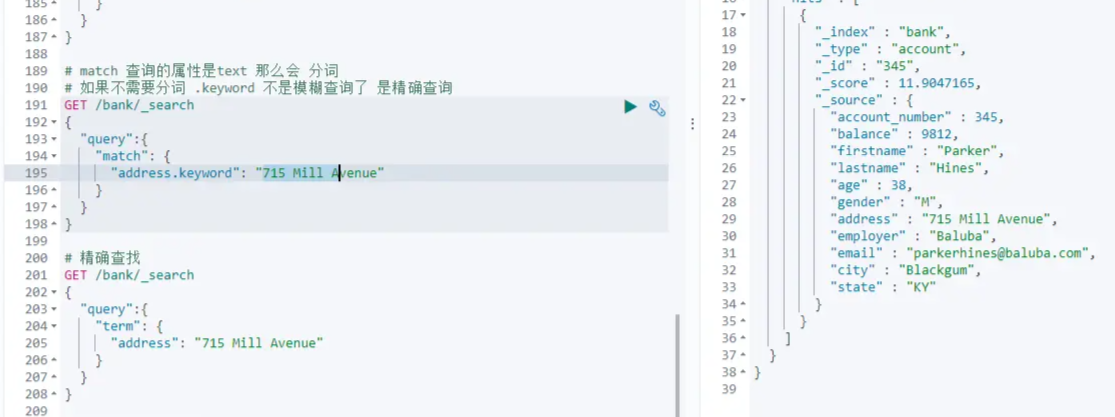 185
186 }
187 }
188
189 # match 查询的属性是text 那么会 分词
190 # 如果不需要分词 .keyword 不是模糊查询了 是精确查询
191 GET /bank/_search
192 {
193 "query":{
194 "match": {
195 "address.keyword": "715 Mill Avenue"
196 }
197 }
198 }
199
200 # 精确查找
201 GET /bank/_search
202 {
203 "query":{
204 "term": {
205 "address": "715 Mill Avenue"
206 }
207 }
208 }
209
17 {
18 "_index" : "bank",
19 "_type" : "account",
20 "_id" : "345",
21 "_score" : 11.9047165,
22 "_source" : {
23 "account_number" : 345,
24 "balance" : 9812,
25 "firstname" : "Parker",
26 "lastname" : "Hines",
27 "age" : 38,
28 "gender" : "M",
29 "address" : "715 Mill Avenue",
30 "employer" : "Baluba",
31 "email" : "parkerhines@baluba.com",
32 "city" : "Blackgum",
33 "state" : "KY"
34 }
35 }
36 ]
37 }
38 }
39